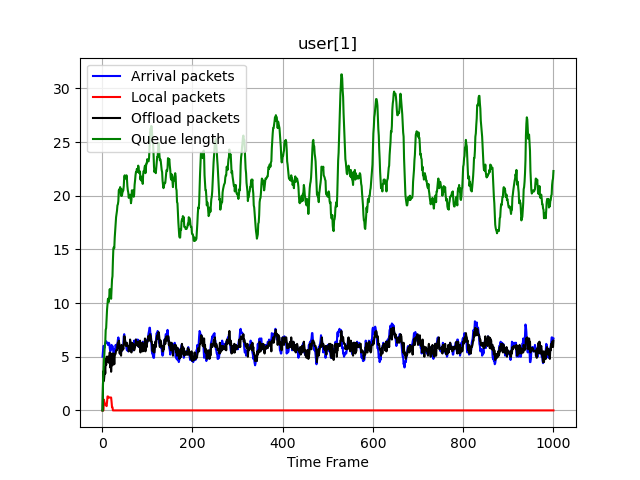 user[1]
Arrival packets
Local packets
Offload packets
Queue length
30
25
20
15
10
5
0
0 200 400 600 800 1000
Time Frame